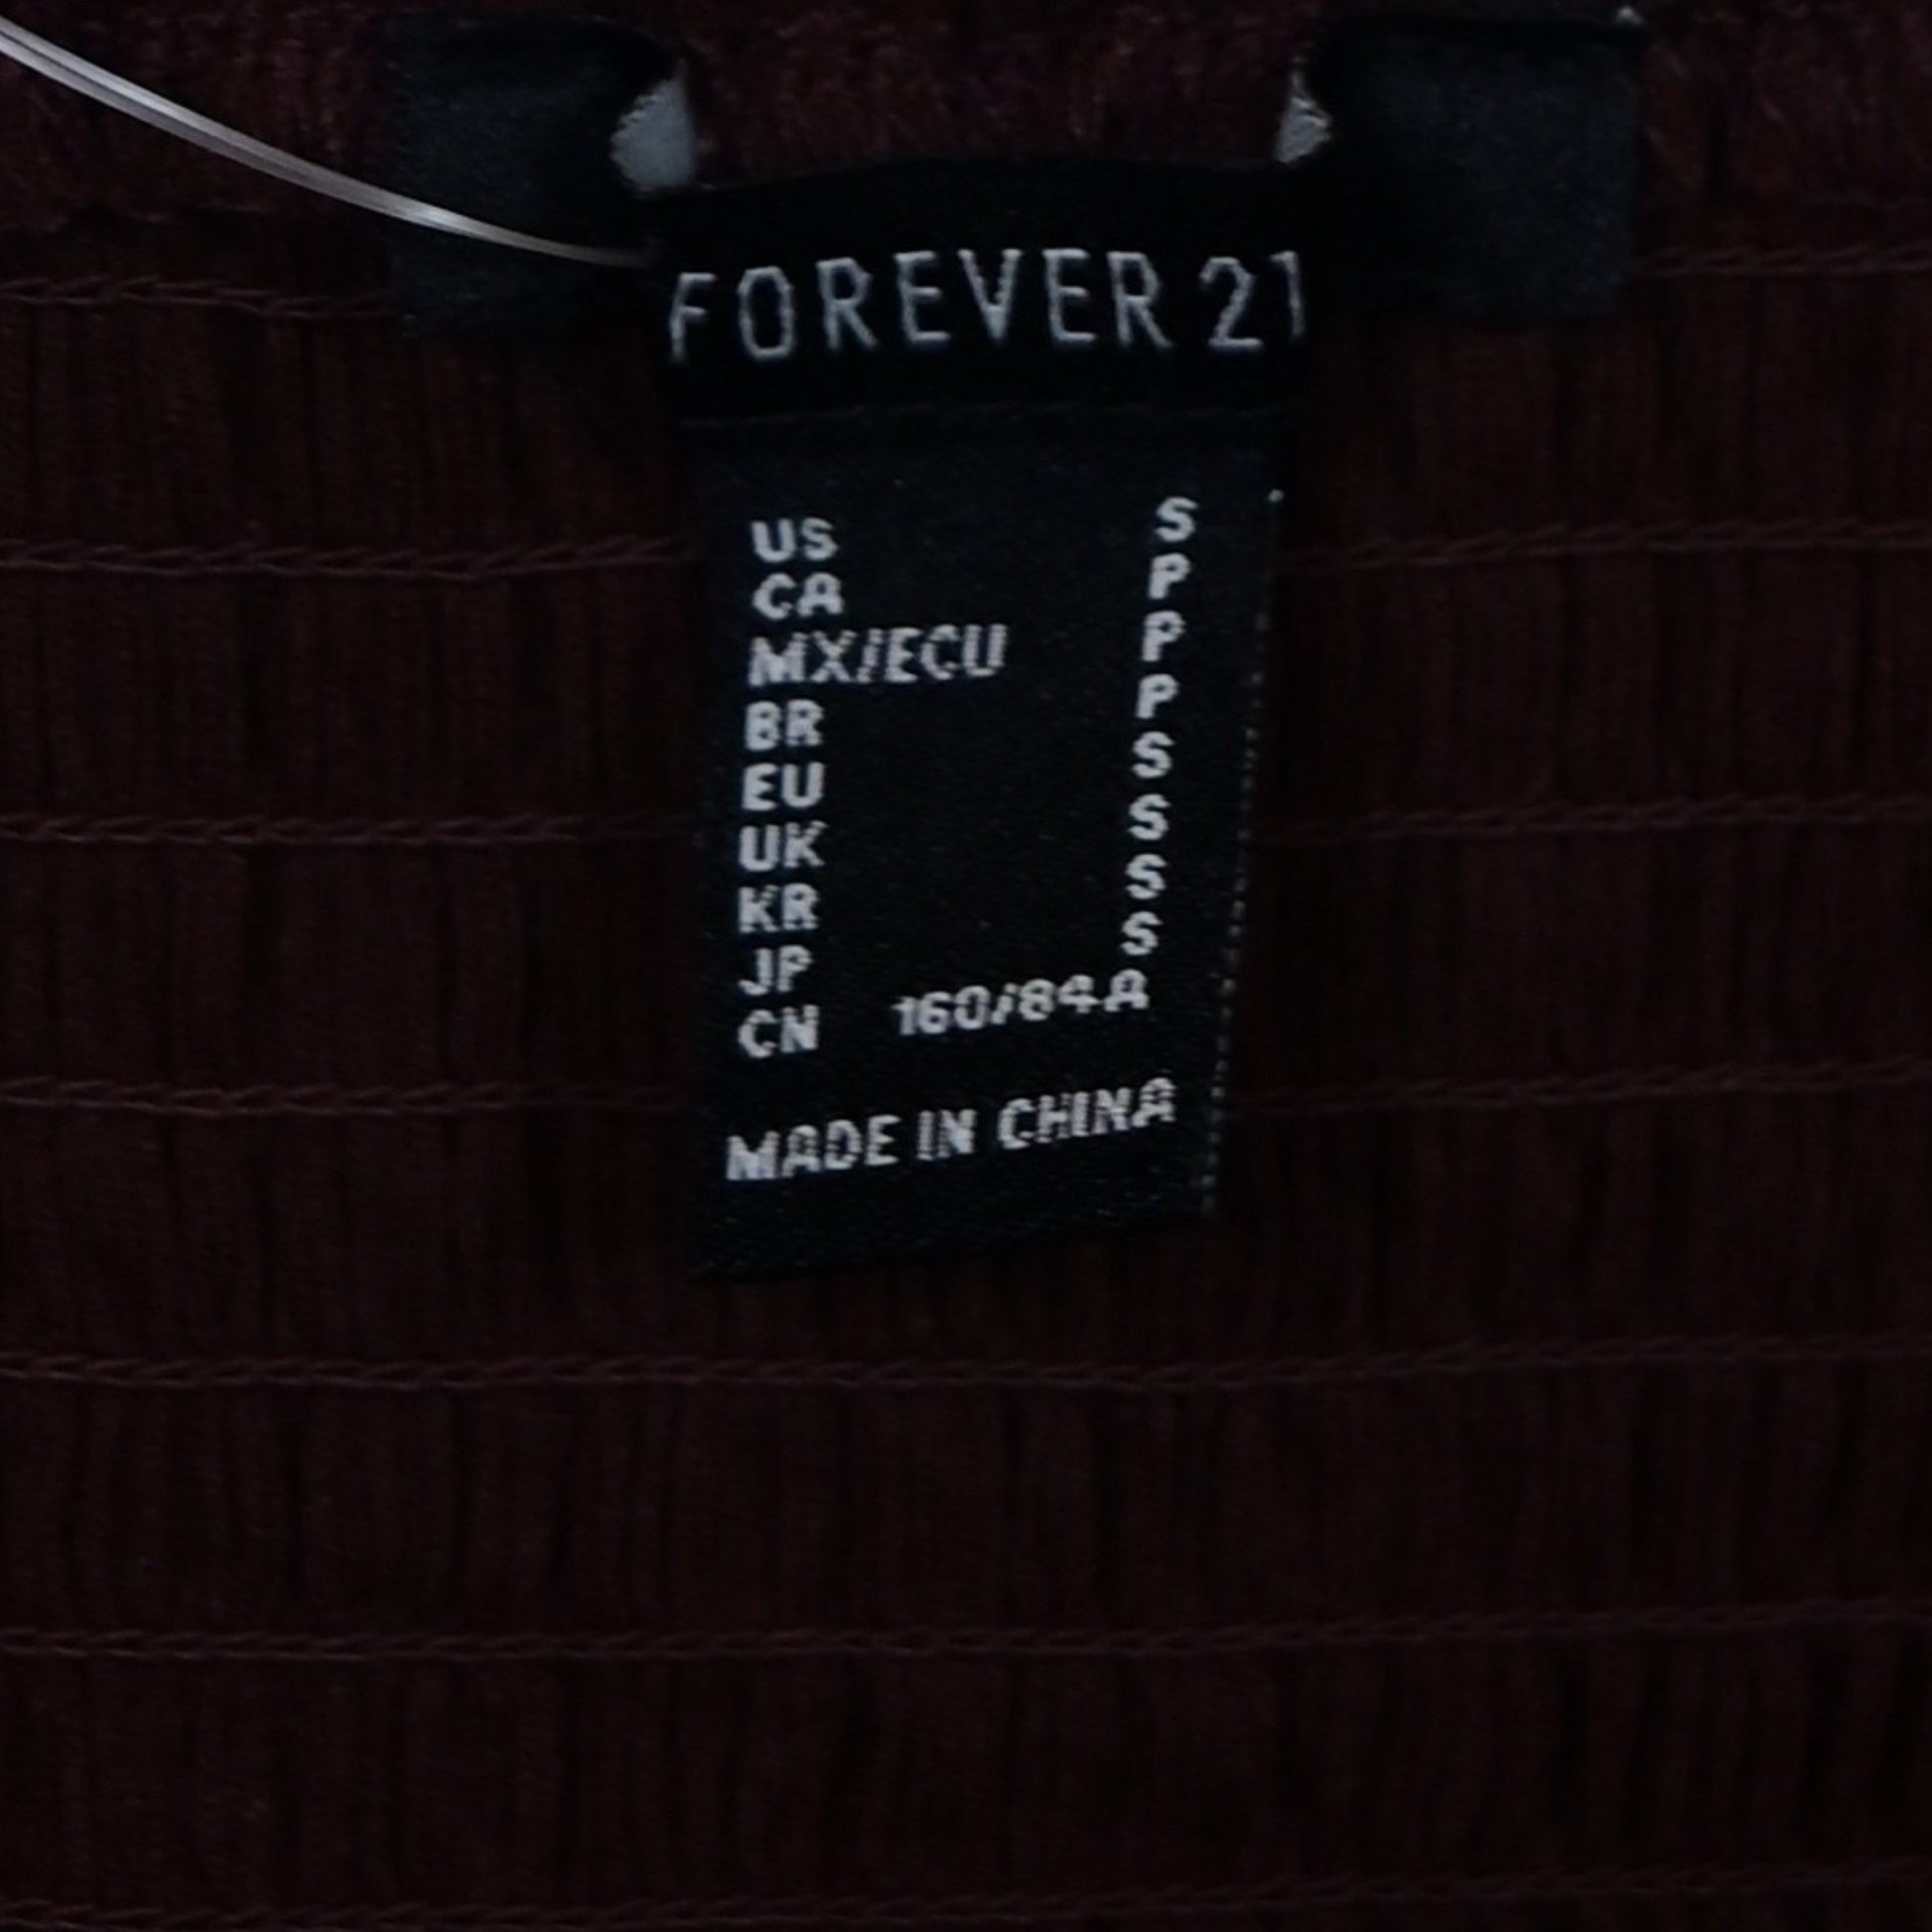 FOREVER 21
US S
CA P
MX/ECU P
BR P
EU S
UK S
KR S
JP S
CN 160/84A
MADE IN CHINA